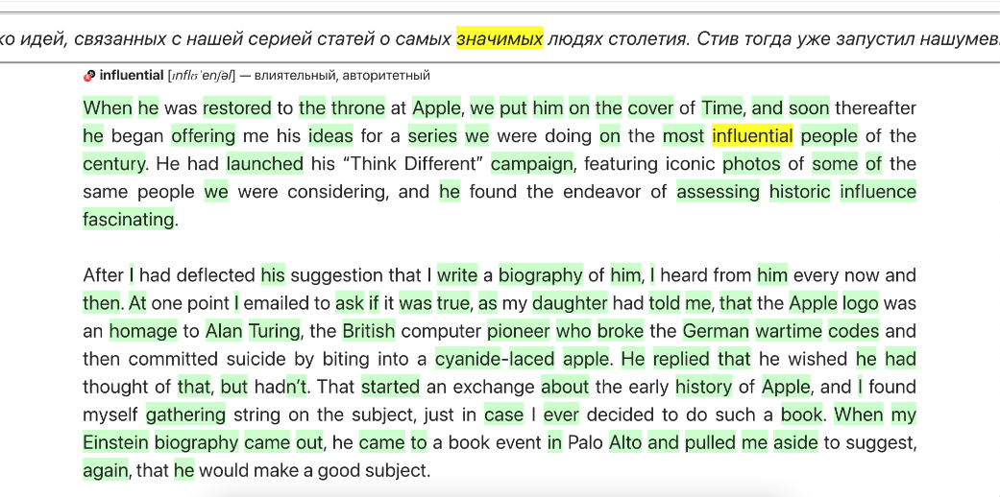 ко идей, связанных с нашей серией статей о самых значимых людях столетия. Стив тогда уже запустил нашумев
influential [ɪnflʊˈenʃəl] — влиятельный, авторитетный
When he was restored to the throne at Apple, we put him on the cover of Time, and soon thereafter
he began offering me his ideas for a series we were doing on the most influential people of the
century. He had launched his “Think Different” campaign, featuring iconic photos of some of the
same people we were considering, and he found the endeavor of assessing historic influence
fascinating.
After I had deflected his suggestion that I write a biography of him, I heard from him every now and
then. At one point I emailed to ask if it was true, as my daughter had told me, that the Apple logo was
an homage to Alan Turing, the British computer pioneer who broke the German wartime codes and
then committed suicide by biting into a cyanide-laced apple. He replied that he wished he had
thought of that, but hadn’t. That started an exchange about the early history of Apple, and I found
myself gathering string on the subject, just in case I ever decided to do such a book. When my
Einstein biography came out, he came to a book event in Palo Alto and pulled me aside to suggest,
again, that he would make a good subject.